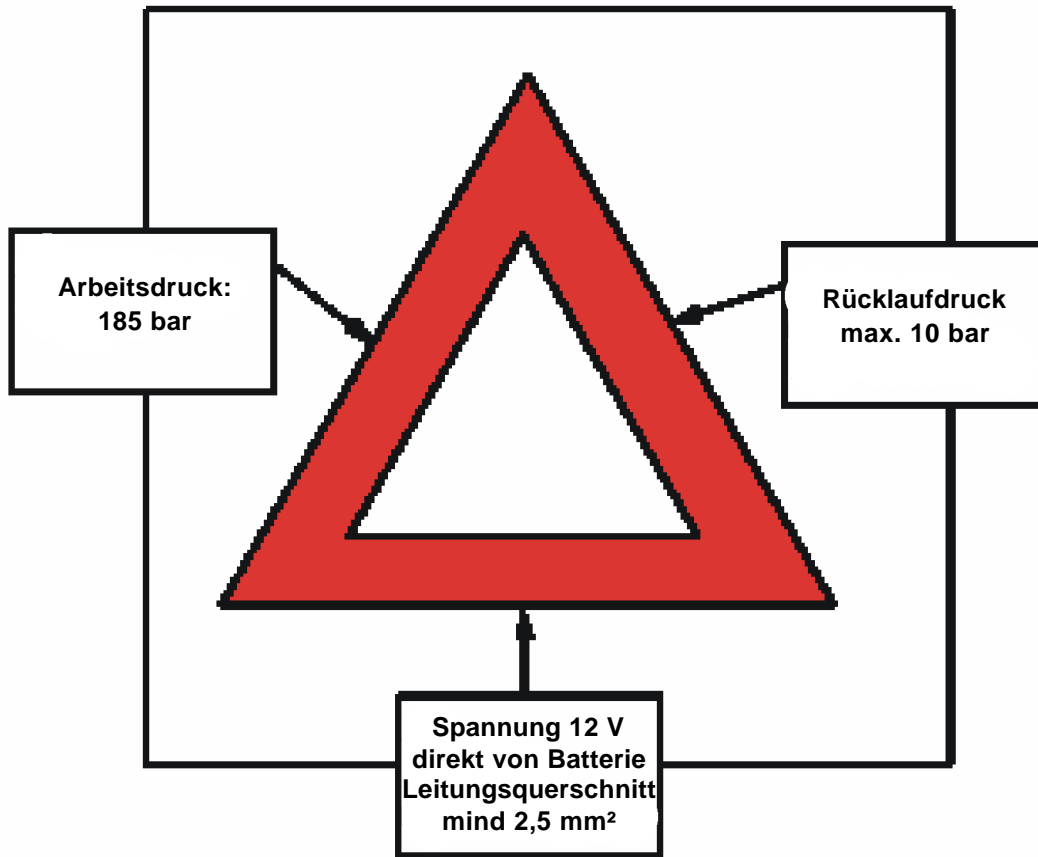 Arbeitsdruck:
185 bar
Rücklaufdruck
max. 10 bar
Spannung 12 V
direkt von Batterie
Leitungsquerschnitt
mind 2,5 mm²